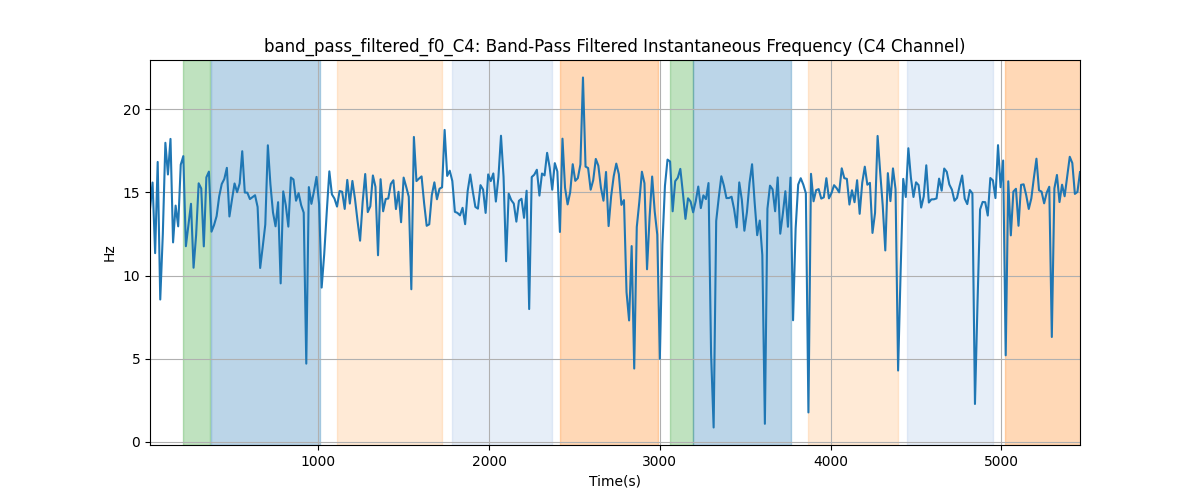 band_pass_filtered_f0_C4: Band-Pass Filtered Instantaneous Frequency (C4 Channel)
20
15
10
5
0
Hz
1000 2000 3000 4000 5000
Time(s)